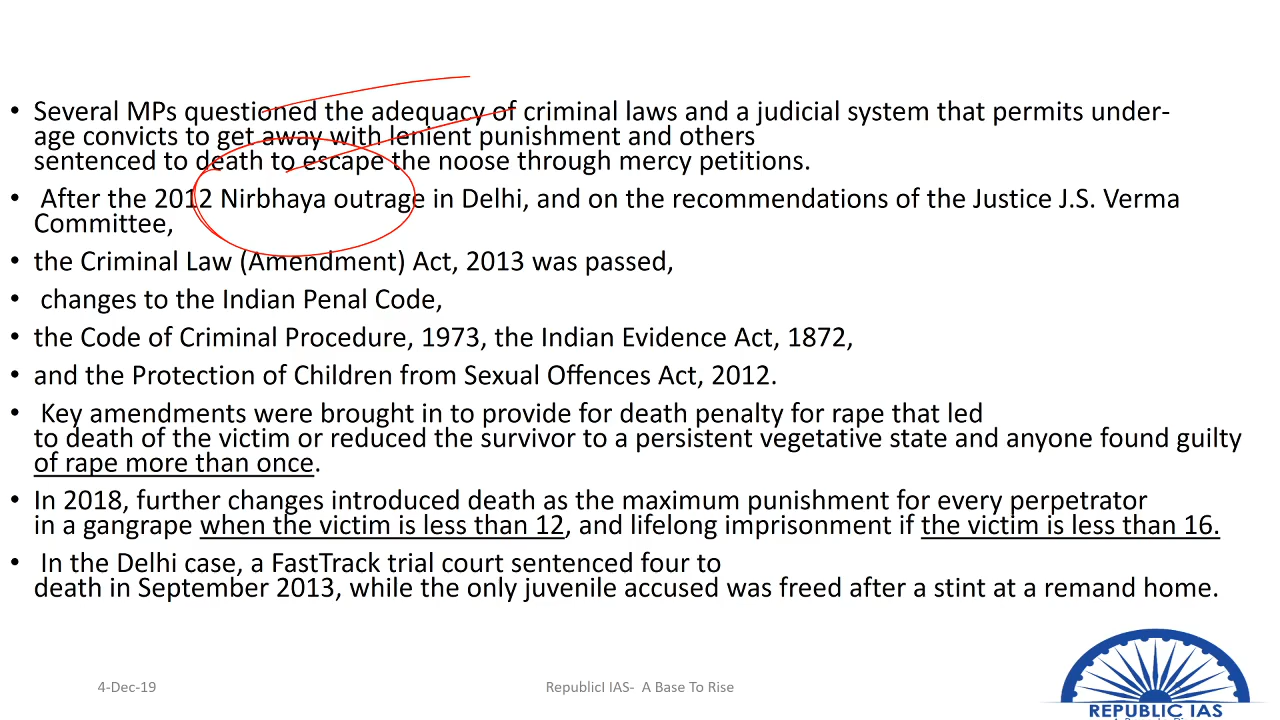 • Several MPs questioned the adequacy of criminal laws and a judicial system that permits under-
age convicts to get away with lenient punishment and others
sentenced to death to escape the noose through mercy petitions.
• After the 2012 Nirbhaya outrage in Delhi, and on the recommendations of the Justice J.S. Verma
Committee,
• the Criminal Law (Amendment) Act, 2013 was passed,
• changes to the Indian Penal Code,
• the Code of Criminal Procedure, 1973, the Indian Evidence Act, 1872,
• and the Protection of Children from Sexual Offences Act, 2012.
• Key amendments were brought in to provide for death penalty for rape that led
to death of the victim or reduced the survivor to a persistent vegetative state and anyone found guilty
of rape more than once.
• In 2018, further changes introduced death as the maximum punishment for every perpetrator
in a gangrape when the victim is less than 12, and lifelong imprisonment if the victim is less than 16.
• In the Delhi case, a FastTrack trial court sentenced four to
death in September 2013, while the only juvenile accused was freed after a stint at a remand home.
4-Dec-19
RepublicI IAS- A Base To Rise
REPUBLIC IAS